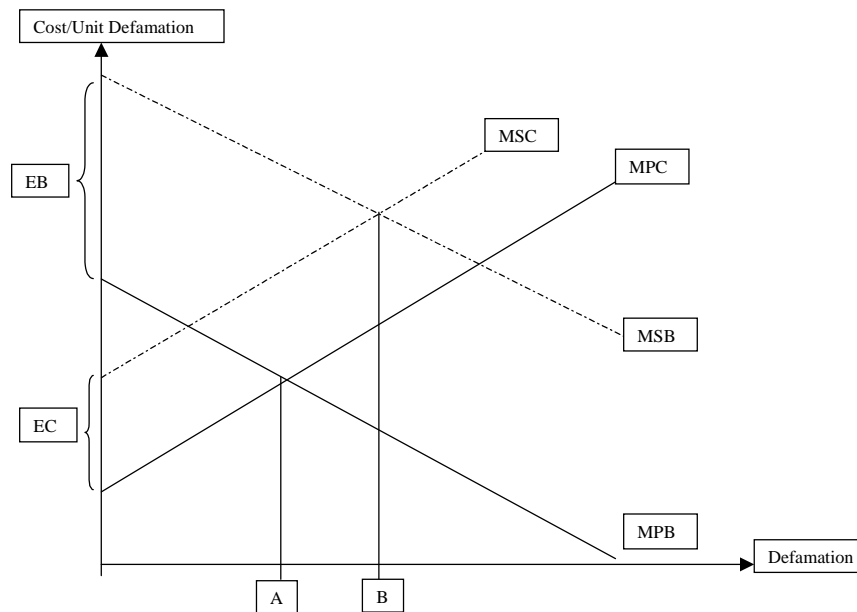 Cost/Unit Defamation
MSC
MPC
EB
MSB
EC
MPB
Defamation
A
B